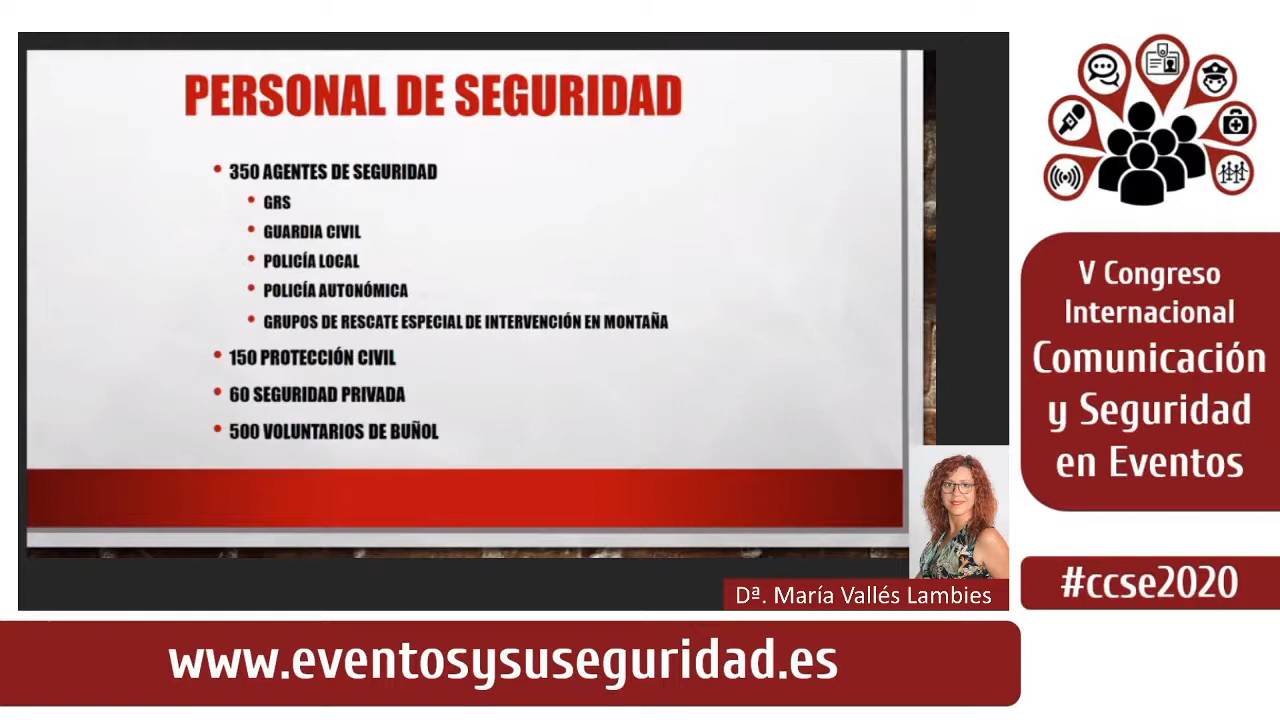 PERSONAL DE SEGURIDAD
• 350 AGENTES DE SEGURIDAD
• GRS
• GUARDIA CIVIL
• POLICÍA LOCAL
• POLICÍA AUTONÓMICA
• GRUPOS DE RESCATE ESPECIAL DE INTERVENCIÓN EN MONTAÑA
• 150 PROTECCIÓN CIVIL
• 60 SEGURIDAD PRIVADA
• 500 VOLUNTARIOS DE BUÑOL
Dª. María Vallés Lambies
V Congreso
Internacional
Comunicación
y Seguridad
en Eventos
#ccse2020
www.eventosysuseguridad.es